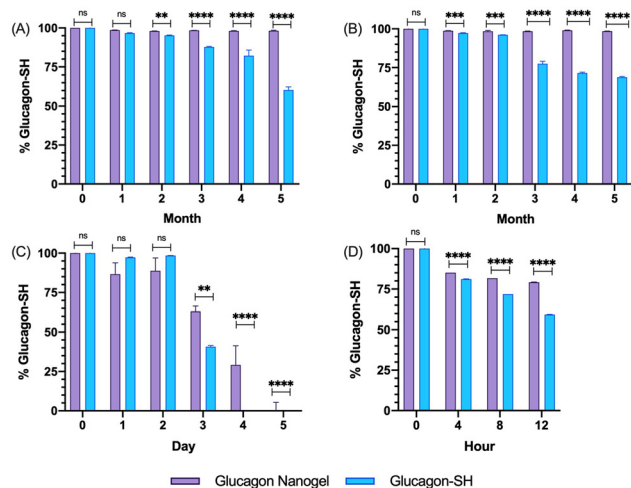 (A)
ns ns ** **** **** ****
% Glucagon-SH
100
75
50
25
0
0 1 2 3 4 5
Month
(B)
ns *** *** **** **** ****
% Glucagon-SH
100
75
50
25
0
0 1 2 3 4 5
Month
(C)
ns ns ns ** **** ****
% Glucagon-SH
100
75
50
25
0
0 1 2 3 4 5
Day
(D)
ns **** **** ****
% Glucagon-SH
100
75
50
25
0
0 4 8 12
Hour
Glucagon Nanogel Glucagon-SH